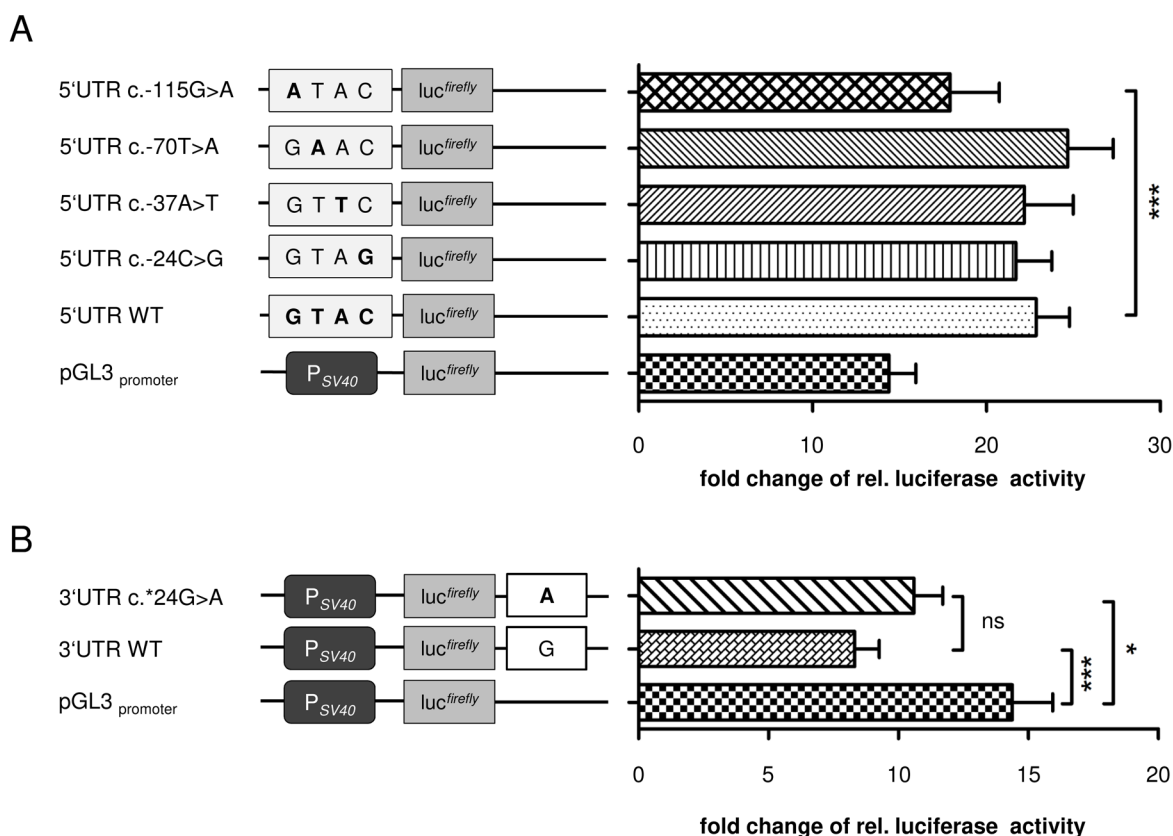 A
5‘UTR c.-115G>A A T A C luc firefly
5‘UTR c.-70T>A G A A C luc firefly
5‘UTR c.-37A>T G T T C luc firefly
5‘UTR c.-24C>G G T A G luc firefly
5‘UTR WT G T A C luc firefly
pGL3 promoter P SV40 luc firefly
***
0 10 20 30
fold change of rel. luciferase activity
B
3‘UTR c.*24G>A P SV40 luc firefly A
3‘UTR WT P SV40 luc firefly G
pGL3 promoter P SV40 luc firefly
ns
***
*
0 5 10 15 20
fold change of rel. luciferase activity